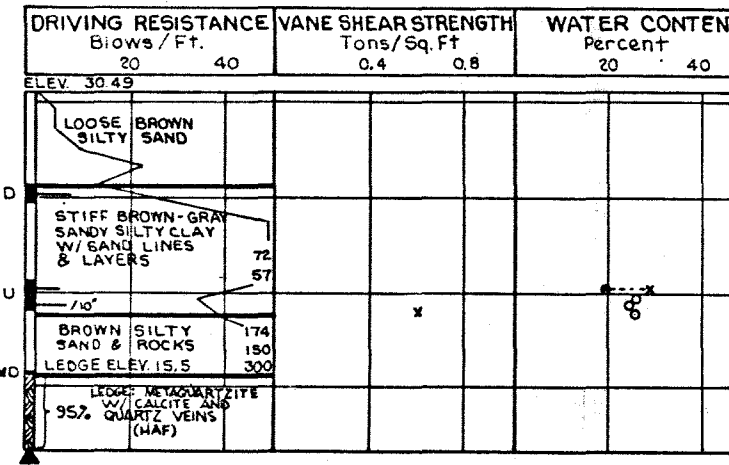 DRIVING RESISTANCE
Blows / Ft.
20 40
VANE SHEAR STRENGTH
Tons/Sq. Ft
0.4 0.8
WATER CONTEN
Percent
20 40
ELEV. 30.49
LOOSE BROWN
SILTY SAND
D
STIFF BROWN-GRAY
SANDY SILTY CLAY
W/ SAND LINES
& LAYERS
72
57
U
/10"
BROWN SILTY
SAND & ROCKS
174
150
LEDGE ELEV. 15.5
300
WD
LEDGE: METAQUARTZITE
W/ CALCITE AND
QUARTZ VEINS
(HAF)
95%